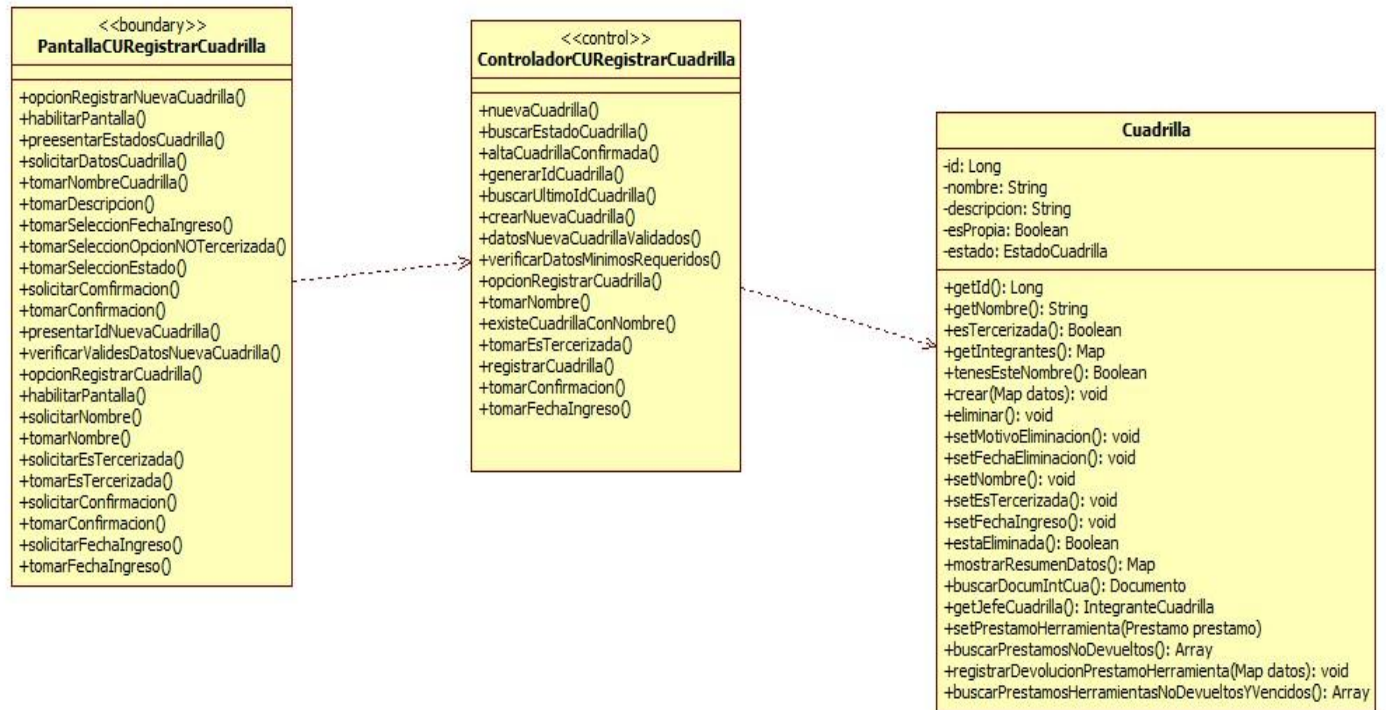 <<boundary>>
PantallaCURegistrarCuadrilla
+opcionRegistrarNuevaCuadrilla()
+habilitarPantalla()
+preesentarEstadosCuadrilla()
+solicitarDatosCuadrilla()
+tomarNombreCuadrilla()
+tomarDescripcion()
+tomarSeleccionFechaIngreso()
+tomarSeleccionOpcionNOTercerizada()
+tomarSeleccionEstado()
+solicitarComfirmacion()
+tomarConfirmacion()
+presentarIdNuevaCuadrilla()
+verificarValidesDatosNuevaCuadrilla()
+opcionRegistrarCuadrilla()
+habilitarPantalla()
+solicitarNombre()
+tomarNombre()
+solicitarEsTercerizada()
+tomarEsTercerizada()
+solicitarConfirmacion()
+tomarConfirmacion()
+solicitarFechaIngreso()
+tomarFechaIngreso()
<<control>>
ControladorCURegistrarCuadrilla
+nuevaCuadrilla()
+buscarEstadoCuadrilla()
+altaCuadrillaConfirmada()
+generarIdCuadrilla()
+buscarUltimoIdCuadrilla()
+crearNuevaCuadrilla()
+datosNuevaCuadrillaValidados()
+verificarDatosMinimosRequeridos()
+opcionRegistrarCuadrilla()
+tomarNombre()
+existeCuadrillaConNombre()
+tomarEsTercerizada()
+registrarCuadrilla()
+tomarConfirmacion()
+tomarFechaIngreso()
Cuadrilla
-id: Long
-nombre: String
-descripcion: String
-esPropia: Boolean
-estado: EstadoCuadrilla
+getId(): Long
+getNombre(): String
+esTercerizada(): Boolean
+getIntegrantes(): Map
+tenesEsteNombre(): Boolean
+crear(Map datos): void
+eliminar(): void
+setMotivoEliminacion(): void
+setFechaEliminacion(): void
+setNombre(): void
+setEsTercerizada(): void
+setFechaIngreso(): void
+estaEliminada(): Boolean
+mostrarResumenDatos(): Map
+buscarDocumIntCua(): Documento
+getJefeCuadrilla(): IntegranteCuadrilla
+setPrestamoHerramienta(Prestamo prestamo)
+buscarPrestamosNoDevueltos(): Array
+registrarDevolucionPrestamoHerramienta(Map datos): void
+buscarPrestamosHerramientasNoDevueltosYVencidos(): Array